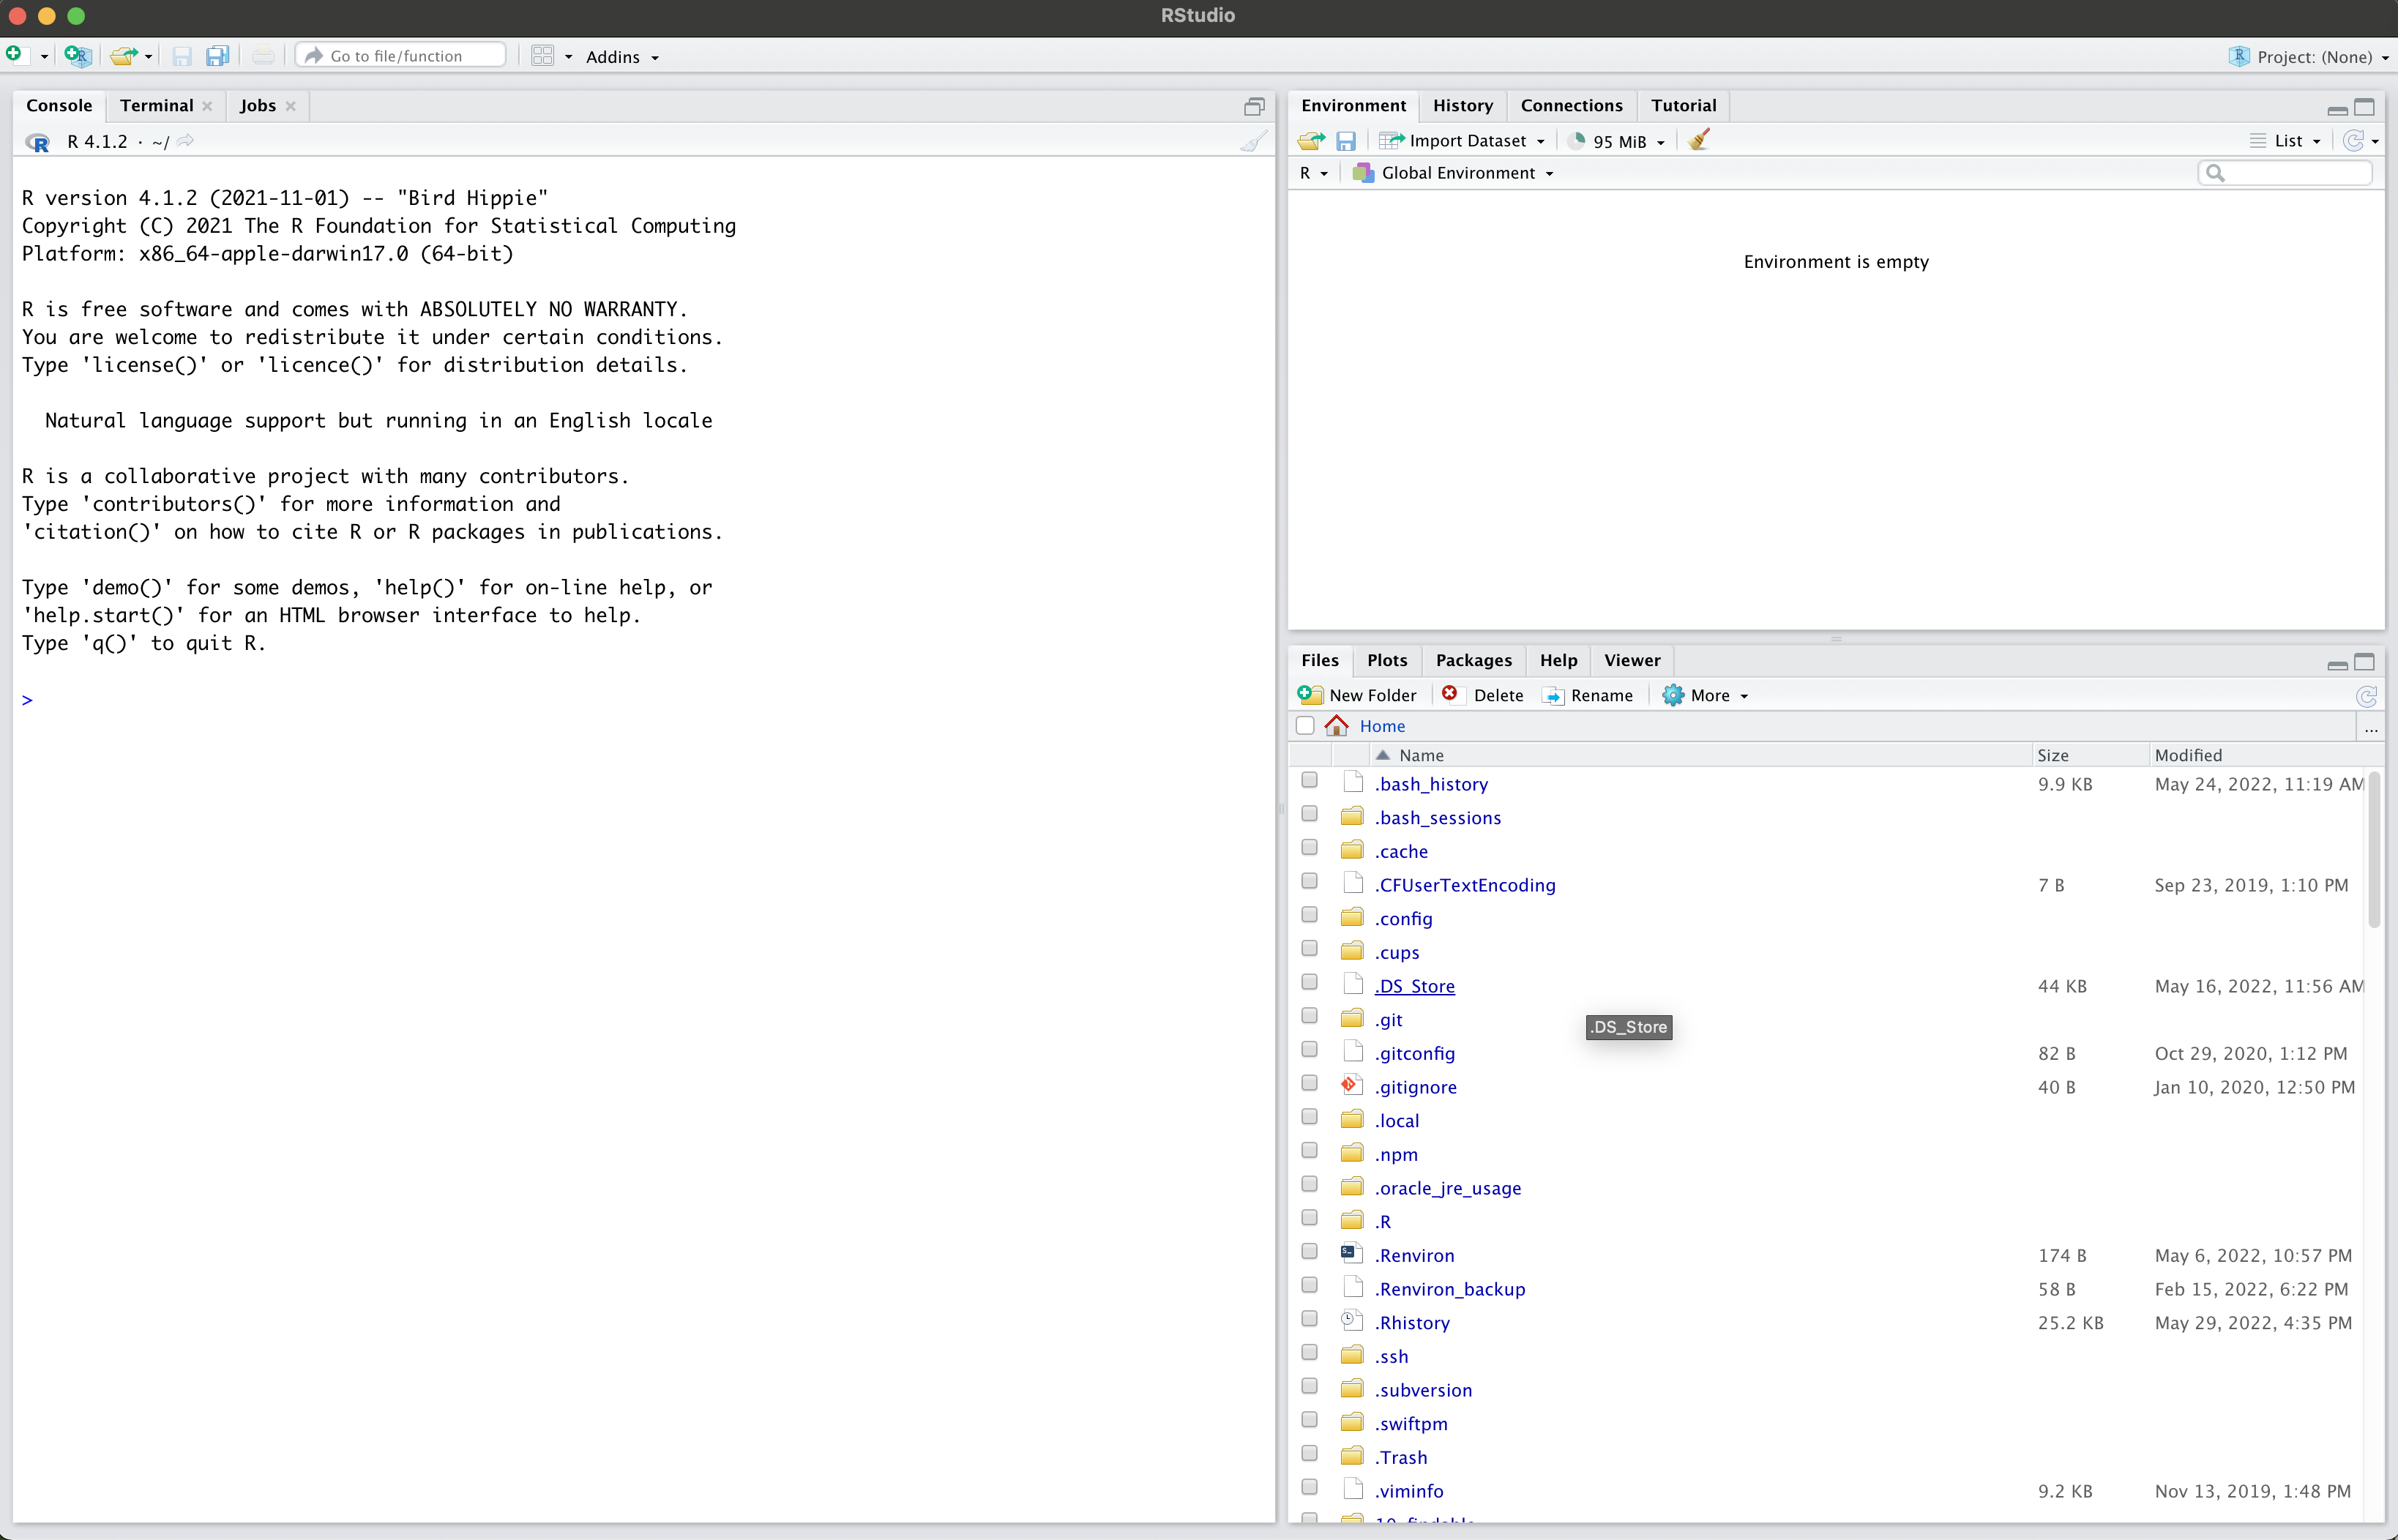 RStudio
Go to file/function
Addins
Project: (None)
Console Terminal Jobs
R 4.1.2 · ~/
R version 4.1.2 (2021-11-01) -- "Bird Hippie"
Copyright (C) 2021 The R Foundation for Statistical Computing
Platform: x86_64-apple-darwin17.0 (64-bit)
R is free software and comes with ABSOLUTELY NO WARRANTY.
You are welcome to redistribute it under certain conditions.
Type 'license()' or 'licence()' for distribution details.
Natural language support but running in an English locale
R is a collaborative project with many contributors.
Type 'contributors()' for more information and
'citation()' on how to cite R or R packages in publications.
Type 'demo()' for some demos, 'help()' for on-line help, or
'help.start()' for an HTML browser interface to help.
Type 'q()' to quit R.
>
Environment History Connections Tutorial
Import Dataset 95 MiB List
R Global Environment
Environment is empty
Files Plots Packages Help Viewer
New Folder Delete Rename More
Home ...
Name Size Modified
.bash_history 9.9 KB May 24, 2022, 11:19 AM
.bash_sessions
.cache
.CFUserTextEncoding 7 B Sep 23, 2019, 1:10 PM
.config
.cups
.DS_Store 44 KB May 16, 2022, 11:56 AM
.git
.DS_Store
.gitconfig 82 B Oct 29, 2020, 1:12 PM
.gitignore 40 B Jan 10, 2020, 12:50 PM
.local
.npm
.oracle_jre_usage
.R
.Renviron 174 B May 6, 2022, 10:57 PM
.Renviron_backup 58 B Feb 15, 2022, 6:22 PM
.Rhistory 25.2 KB May 29, 2022, 4:35 PM
.ssh
.subversion
.swiftpm
.Trash
.viminfo 9.2 KB Nov 13, 2019, 1:48 PM